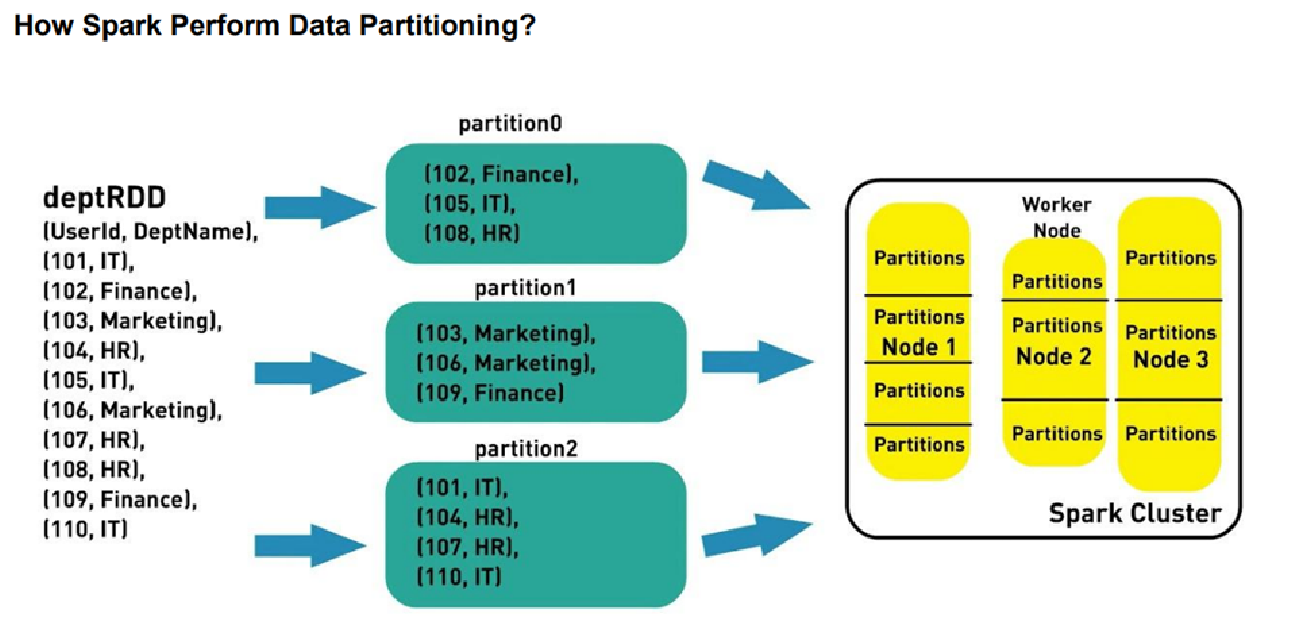 How Spark Perform Data Partitioning?
deptRDD
(UserId, DeptName),
(101, IT),
(102, Finance),
(103, Marketing),
(104, HR),
(105, IT),
(106, Marketing),
(107, HR),
(108, HR),
(109, Finance),
(110, IT)
partition0
(102, Finance),
(105, IT),
(108, HR)
partition1
(103, Marketing),
(106, Marketing),
(109, Finance)
partition2
(101, IT),
(104, HR),
(107, HR),
(110, IT)
Partitions
Partitions
Node 1
Partitions
Partitions
Worker
Node
Partitions
Partitions
Node 2
Partitions
Partitions
Partitions
Node 3
Partitions
Spark Cluster